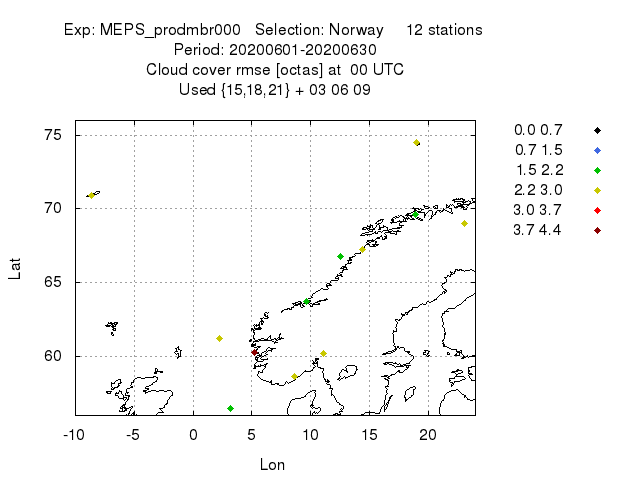 Exp: MEPS_prodmbr000 Selection: Norway 12 stations
Period: 20200601-20200630
Cloud cover rmse [octas] at 00 UTC
Used {15,18,21} + 03 06 09
75
70
65
60
Lat
-10 -5 0 5 10 15 20
Lon
0.0 0.7
0.7 1.5
1.5 2.2
2.2 3.0
3.0 3.7
3.7 4.4